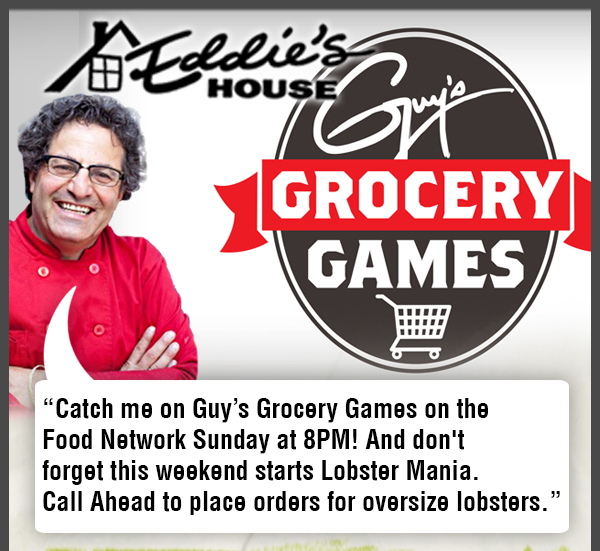 Eddie's
HOUSE
Guy's
GROCERY
GAMES
“Catch me on Guy’s Grocery Games on the
Food Network Sunday at 8PM! And don't
forget this weekend starts Lobster Mania.
Call Ahead to place orders for oversize lobsters.”